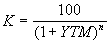 K = 100 / (1 + YTM)ⁿ